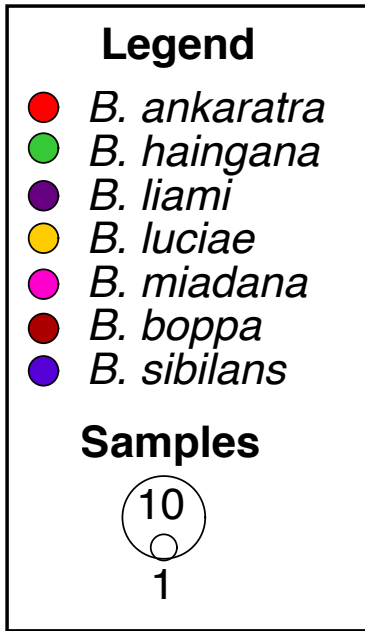 Legend
B. ankaratra
B. haingana
B. liami
B. luciae
B. miadana
B. boppa
B. sibilans
Samples
10
1